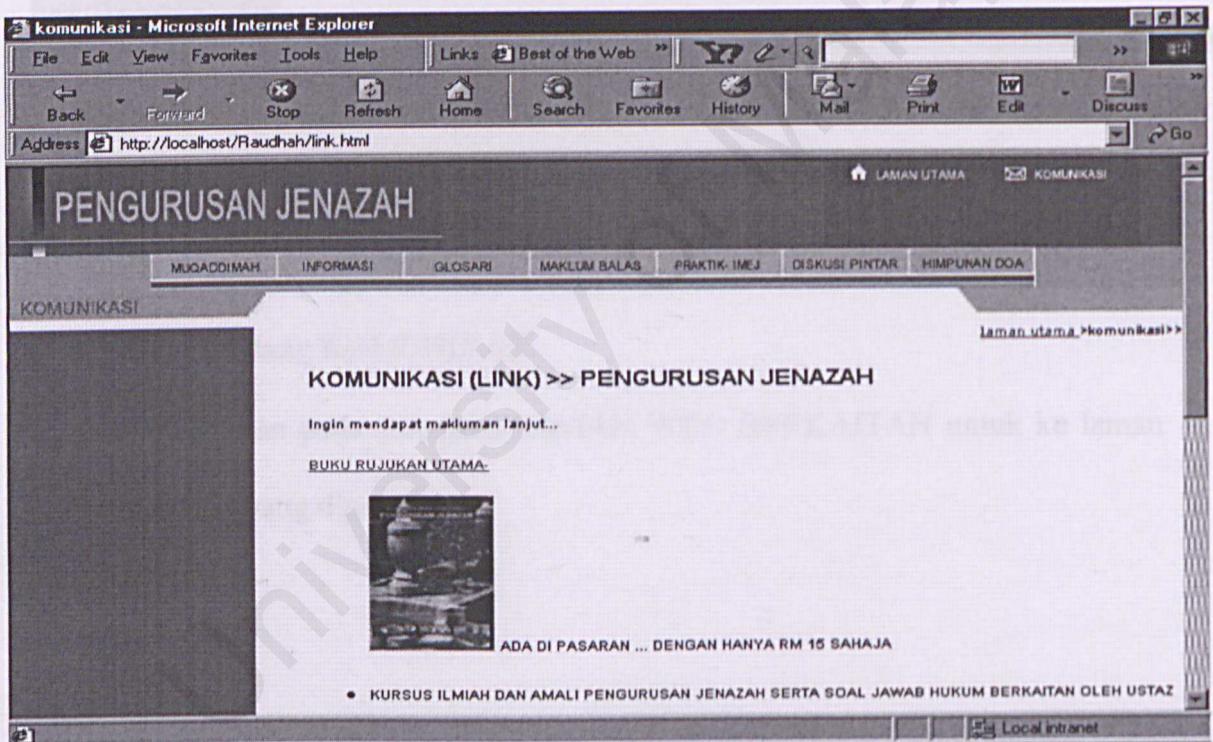 komunikasi - Microsoft Internet Explorer
File Edit View Favorites Tools Help Links Best of the Web »
Back Forward Stop Refresh Home Search Favorites History Mail Print Edit Discuss »
Address http://localhost/Raudhah/link.html Go
LAMAN UTAMA KOMUNIKASI
PENGURUSAN JENAZAH
MUQADDIMAH INFORMASI GLOSARI MAKLUM BALAS PRAKTIK- IMEJ DISKUSI PINTAR HIMPUNAN DOA
KOMUNIKASI
laman utama >komunikasi>>
KOMUNIKASI (LINK) >> PENGURUSAN JENAZAH
Ingin mendapat makluman lanjut...
BUKU RUJUKAN UTAMA-
ADA DI PASARAN ... DENGAN HANYA RM 15 SAHAJA
• KURSUS ILMIAH DAN AMALI PENGURUSAN JENAZAH SERTA SOAL JAWAB HUKUM BERKAITAN OLEH USTAZ
Local intranet
University